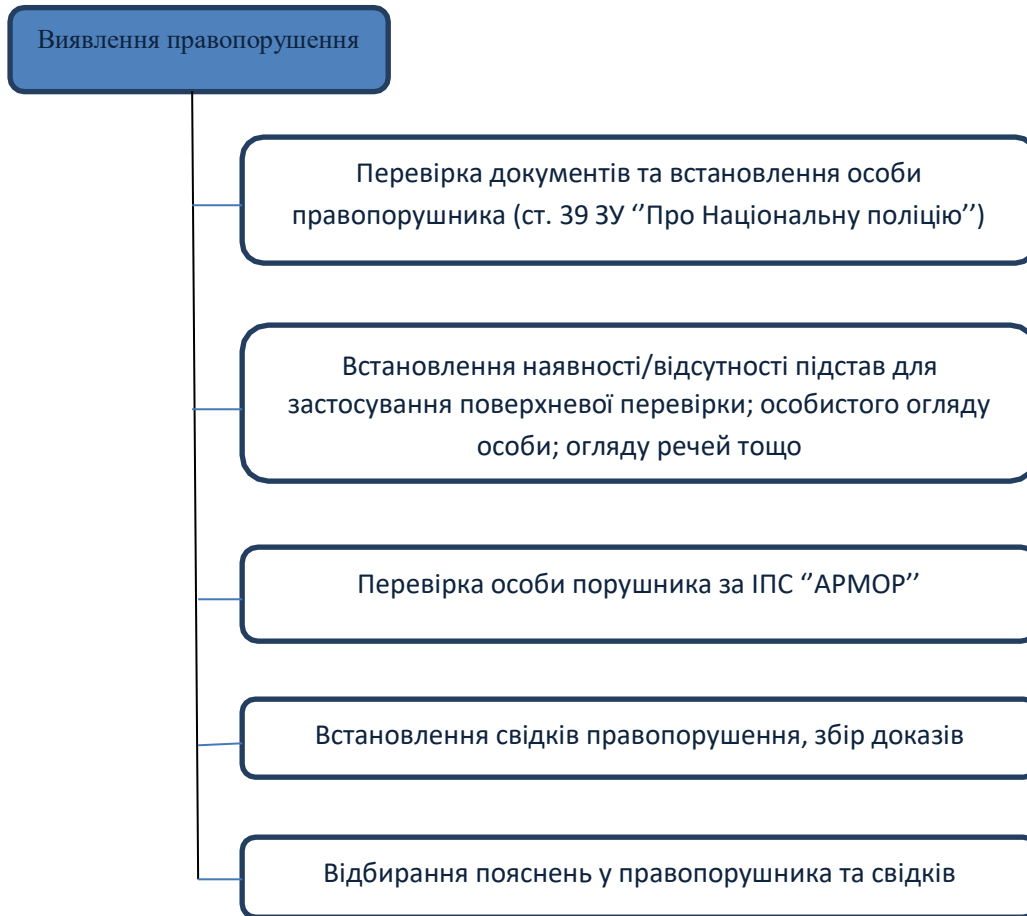 Виявлення правопорушення
Перевірка документів та встановлення особи
правопорушника (ст. 39 ЗУ ‘‘Про Національну поліцію’’)
Встановлення наявності/відсутності підстав для
застосування поверхневої перевірки; особистого огляду
особи; огляду речей тощо
Перевірка особи порушника за ІПС ‘‘АРМОР’’
Встановлення свідків правопорушення, збір доказів
Відбирання пояснень у правопорушника та свідків